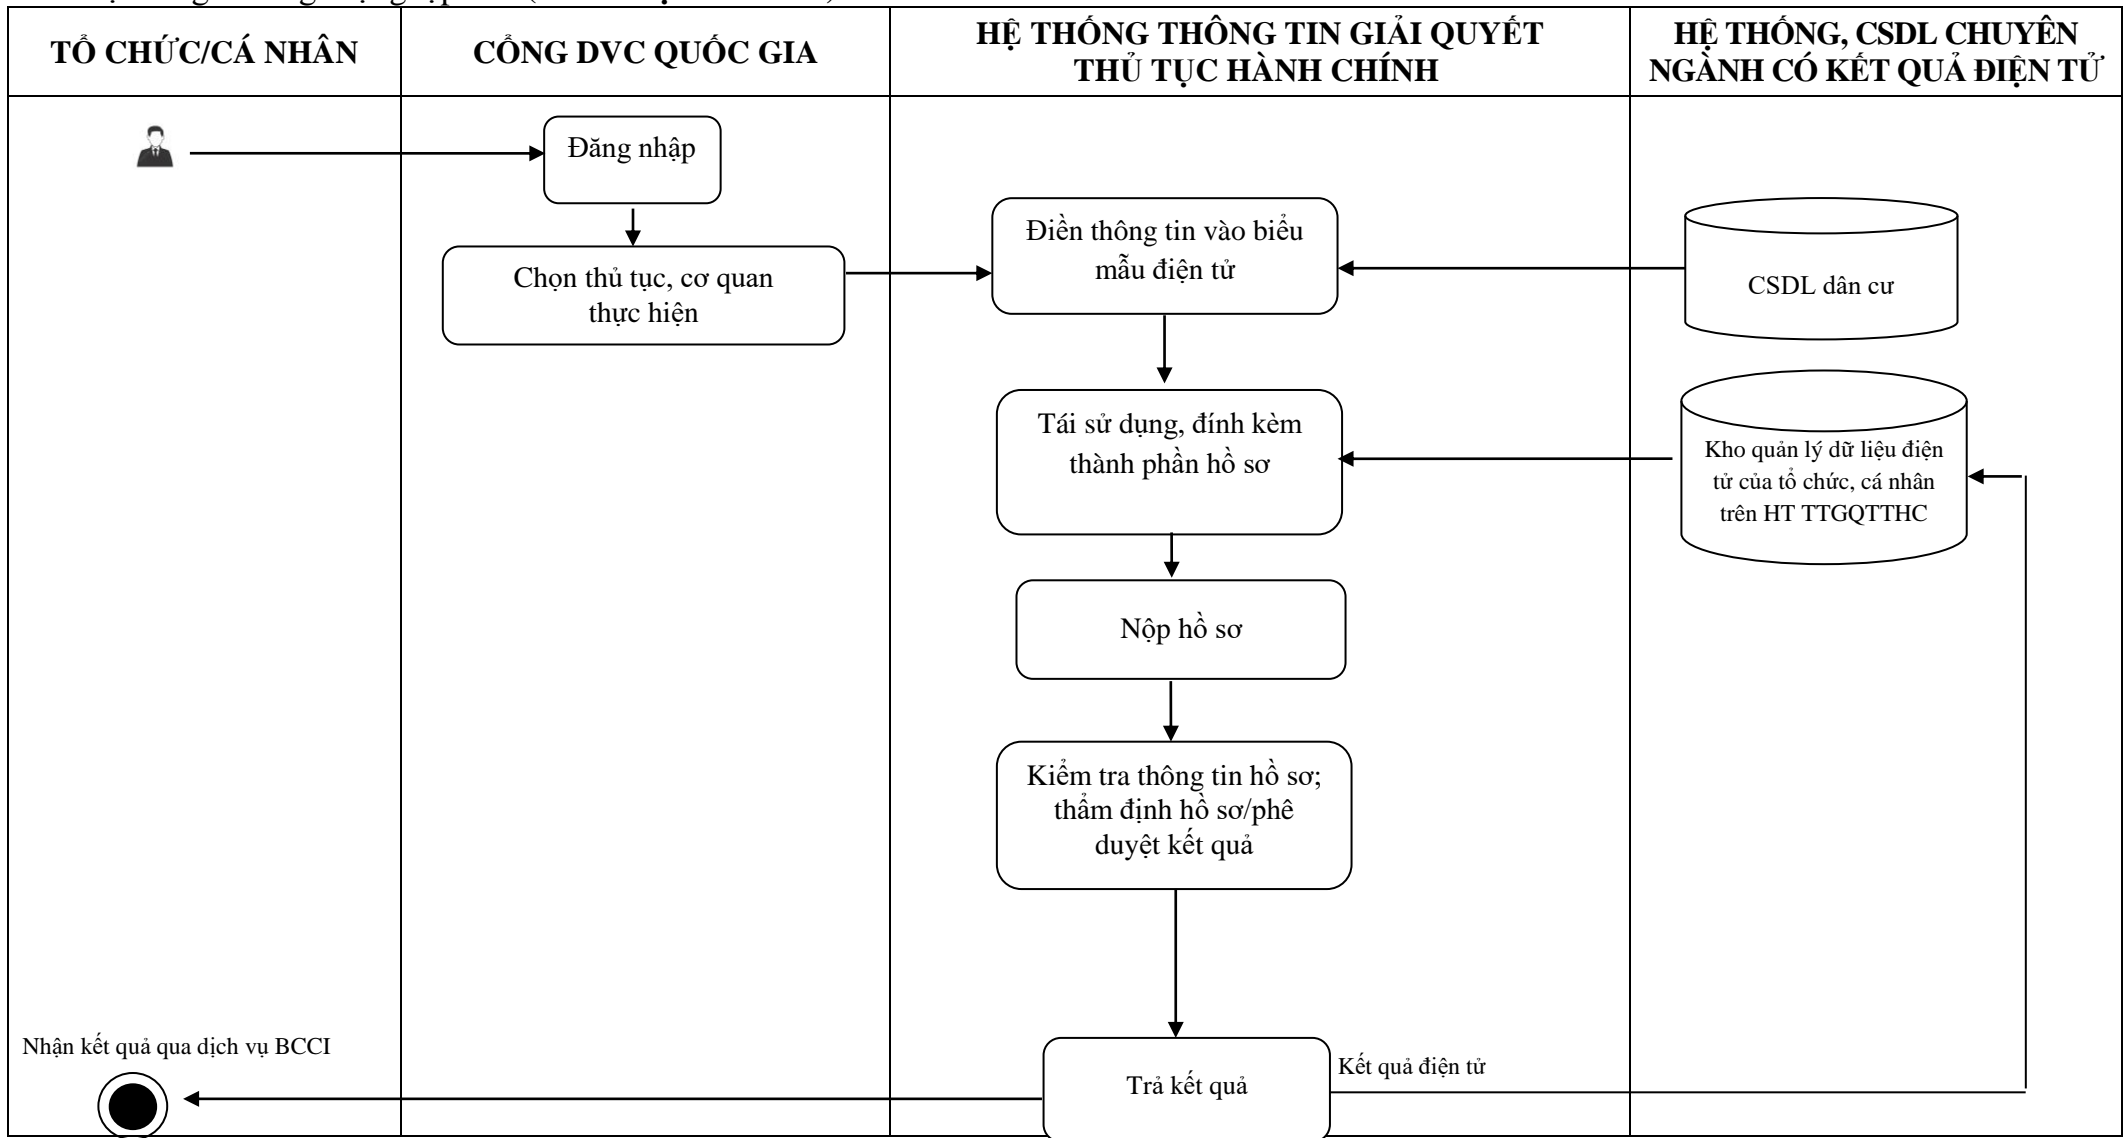 TỔ CHỨC/CÁ NHÂN
CỔNG DVC QUỐC GIA
HỆ THỐNG THÔNG TIN GIẢI QUYẾT
THỦ TỤC HÀNH CHÍNH
HỆ THỐNG, CSDL CHUYÊN
NGÀNH CÓ KẾT QUẢ ĐIỆN TỬ
Đăng nhập
Chọn thủ tục, cơ quan
thực hiện
Điền thông tin vào biểu
mẫu điện tử
CSDL dân cư
Tái sử dụng, đính kèm
thành phần hồ sơ
Kho quản lý dữ liệu điện
tử của tổ chức, cá nhân
trên HT TTGQTTHC
Nộp hồ sơ
Kiểm tra thông tin hồ sơ;
thẩm định hồ sơ/phê
duyệt kết quả
Nhận kết quả qua dịch vụ BCCI
Trả kết quả
Kết quả điện tử